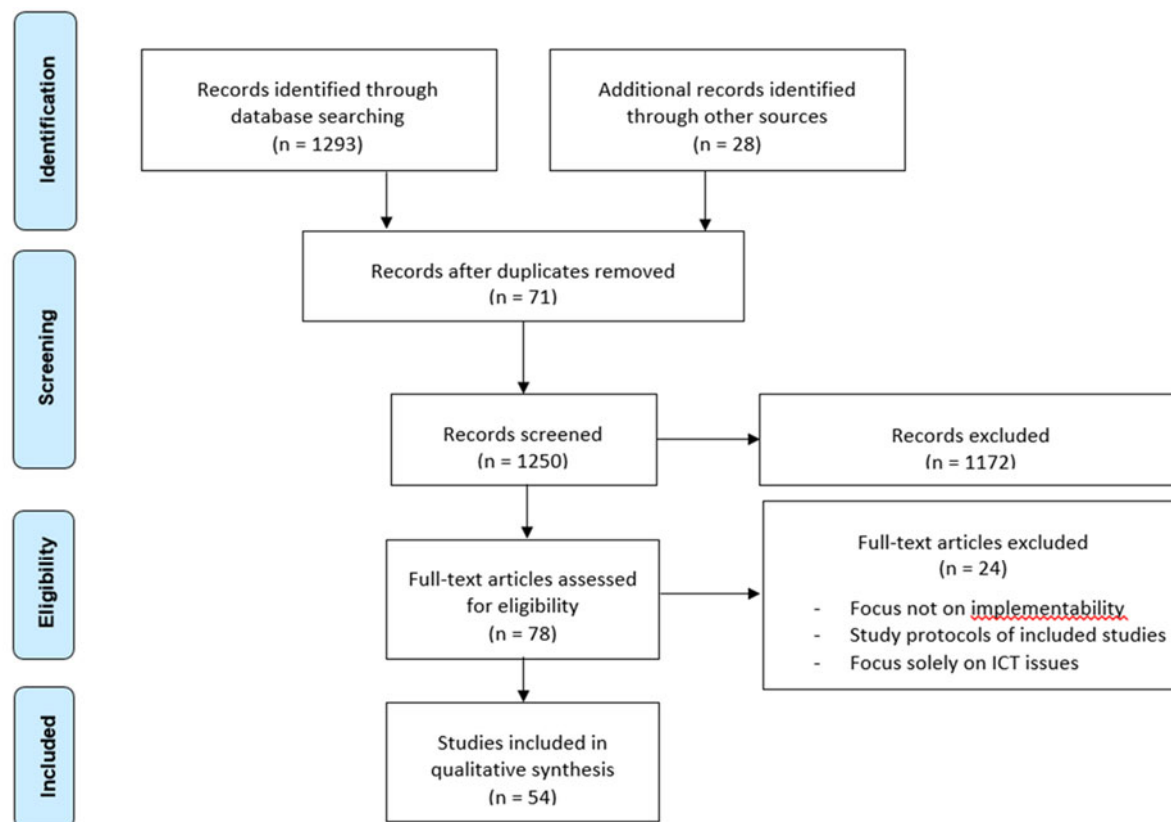 Identification
Records identified through
database searching
(n = 1293)
Additional records identified
through other sources
(n = 28)
Screening
Records after duplicates removed
(n = 71)
Records screened
(n = 1250)
Records excluded
(n = 1172)
Eligibility
Full-text articles assessed
for eligibility
(n = 78)
Full-text articles excluded
(n = 24)
- Focus not on implementability
- Study protocols of included studies
- Focus solely on ICT issues
Included
Studies included in
qualitative synthesis
(n = 54)